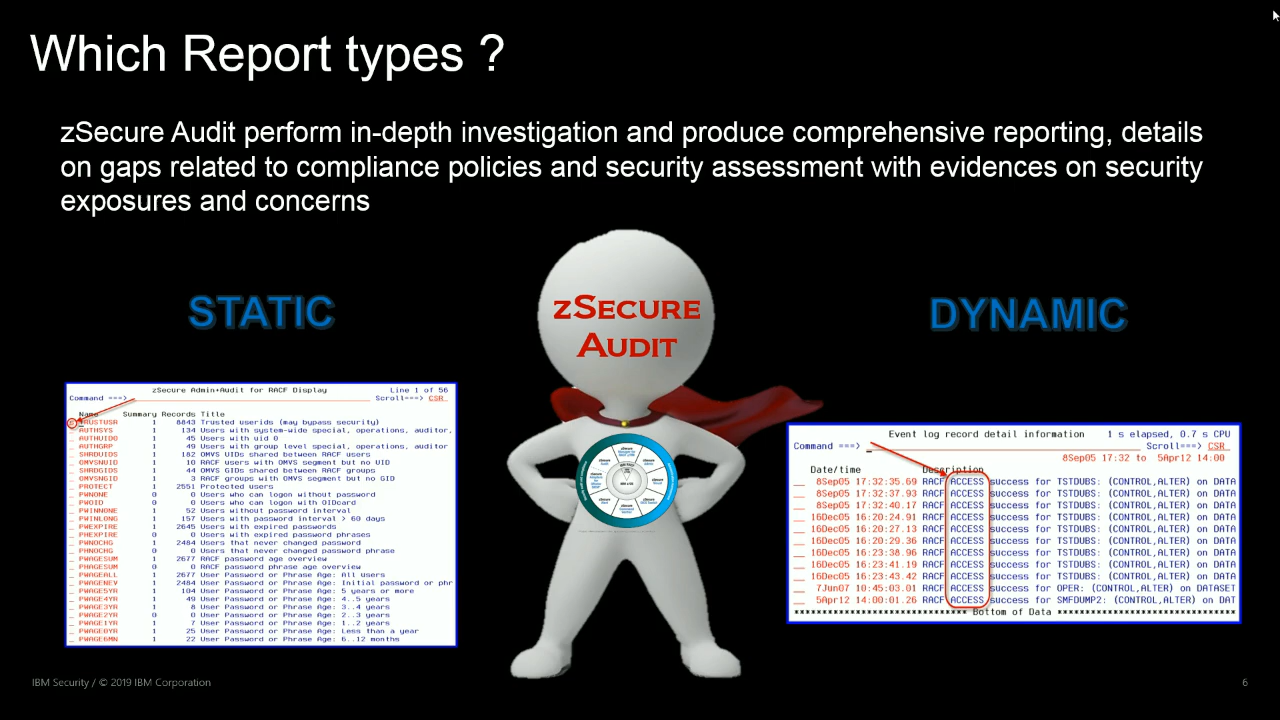 Which Report types ?
zSecure Audit perform in-depth investigation and produce comprehensive reporting, details
on gaps related to compliance policies and security assessment with evidences on security
exposures and concerns
STATIC
zSecure Audit
DYNAMIC
zSecure Admin+Audit for RACF Display Line 1 of 56
Command ===> Scroll===> CSR
Name Summary Records Title
TRUSTUSR 1 6843 Trusted userids (may bypass security)
_ AUTHSYS 1 134 Users with system-wide special, operations, auditor,
_ AUTHUID0 1 45 Users with uid 0
_ AUTHGRP 1 49 Users with group level special, operations, auditor
_ SHRDUIDS 1 182 OMVS UIDs shared between RACF users
_ OMVSNUID 1 10 RACF users with OMVS segment but no UID
_ SHRDGIDS 1 44 OMVS GIDs shared between RACF groups
_ OMVSNGID 1 3 RACF groups with OMVS segment but no GID
_ PROTECT 1 2551 Protected users
_ PWNONE 0 0 Users who can logon without password
_ PWOID 0 0 Users who can logon with OIDcard
_ PWINNONE 1 52 Users without password interval
_ PWINLONG 1 157 Users with password interval > 60 days
_ PWEXPIRE 1 2645 Users with expired passwords
_ PHEXPIRE 0 0 Users with expired phrases
_ PWNOCHG 1 2484 Users that never changed password
_ PHNOCHG 0 0 Users that never changed password phrase
_ PWAGESUM 1 2677 RACF password age overview
_ PHAGESUM 0 0 RACF password phrase age overview
_ PWAGEALL 1 2677 User Password or Phrase Age: All users
_ PWAGENEV 1 2484 User Password or Phrase Age: Initial password or phr
_ PWAGE5YR 1 104 User Password or Phrase Age: 5 years or more
_ PWAGE4YR 1 49 User Password or Phrase Age: 4..5 years
_ PWAGE3YR 1 8 User Password or Phrase Age: 3..4 years
_ PWAGE2YR 0 0 User Password or Phrase Age: 2..3 years
_ PWAGE1YR 1 7 User Password or Phrase Age: 1..2 years
_ PWAGE0YR 1 25 User Password or Phrase Age: Less than a year
_ PWAGE6MN 1 22 User Password or Phrase Age: 6..12 months
Event log record detail information 1 s elapsed, 0.7 s CPU
Command ===> Scroll===> CSR
8Sep05 17:32 to 5Apr12 14:00
Date/time Description
8Sep05 17:32:35.69 RACF ACCESS success for TSTDUBS: (CONTROL,ALTER) on DATA
8Sep05 17:32:37.93 RACF ACCESS success for TSTDUBS: (CONTROL,ALTER) on DATA
8Sep05 17:32:40.17 RACF ACCESS success for TSTDUBS: (CONTROL,ALTER) on DATA
16Dec05 16:20:24.91 RACF ACCESS success for TSTDUBS: (CONTROL,ALTER) on DATA
16Dec05 16:20:27.13 RACF ACCESS success for TSTDUBS: (CONTROL,ALTER) on DATA
16Dec05 16:20:29.36 RACF ACCESS success for TSTDUBS: (CONTROL,ALTER) on DATA
16Dec05 16:23:38.96 RACF ACCESS success for TSTDUBS: (CONTROL,ALTER) on DATA
16Dec05 16:23:41.19 RACF ACCESS success for TSTDUBS: (CONTROL,ALTER) on DATA
16Dec05 16:23:43.42 RACF ACCESS success for TSTDUBS: (CONTROL,ALTER) on DATA
7Jun07 10:45:03.01 RACF ACCESS success for OPER: (CONTROL,ALTER) on DATASET
5Apr12 14:00:01.26 RACF ACCESS success for SMFDUMP2: (CONTROL,ALTER) on DAT
Bottom of Data
IBM Security / © 2019 IBM Corporation
6